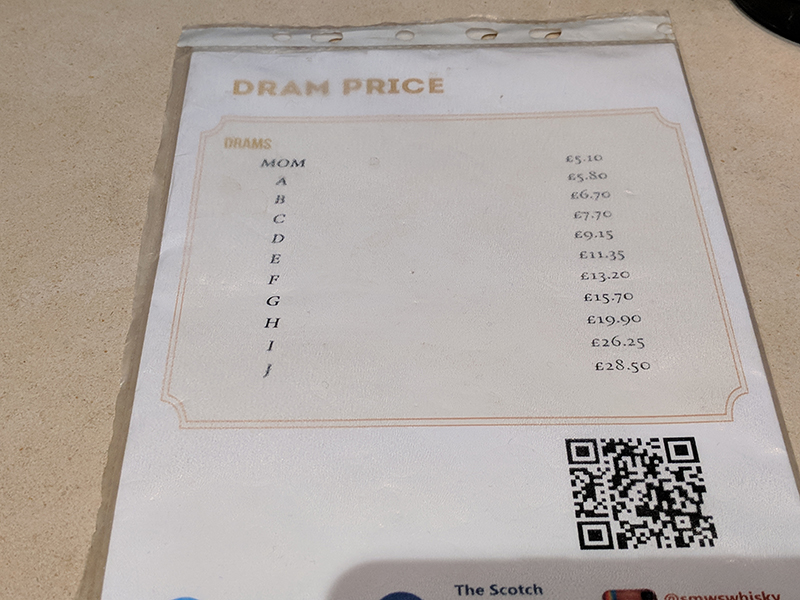 DRAM PRICE
DRAMS
MOM £5.10
A £5.80
B £6.70
C £7.70
D £9.15
E £11.35
F £13.20
G £15.70
H £19.90
I £26.25
J £28.50
The Scotch
@smwswhisky